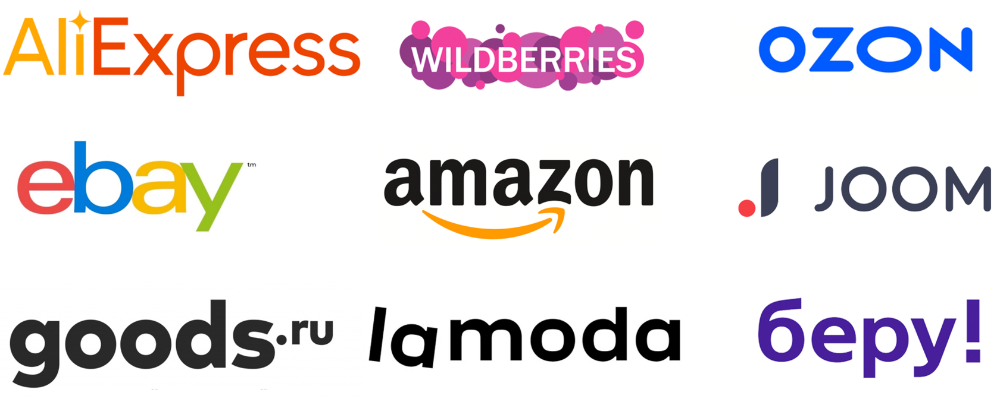 AliExpress
WILDBERRIES
OZON
ebay™
amazon
JOOM
goods.ru
lamoda
беру!